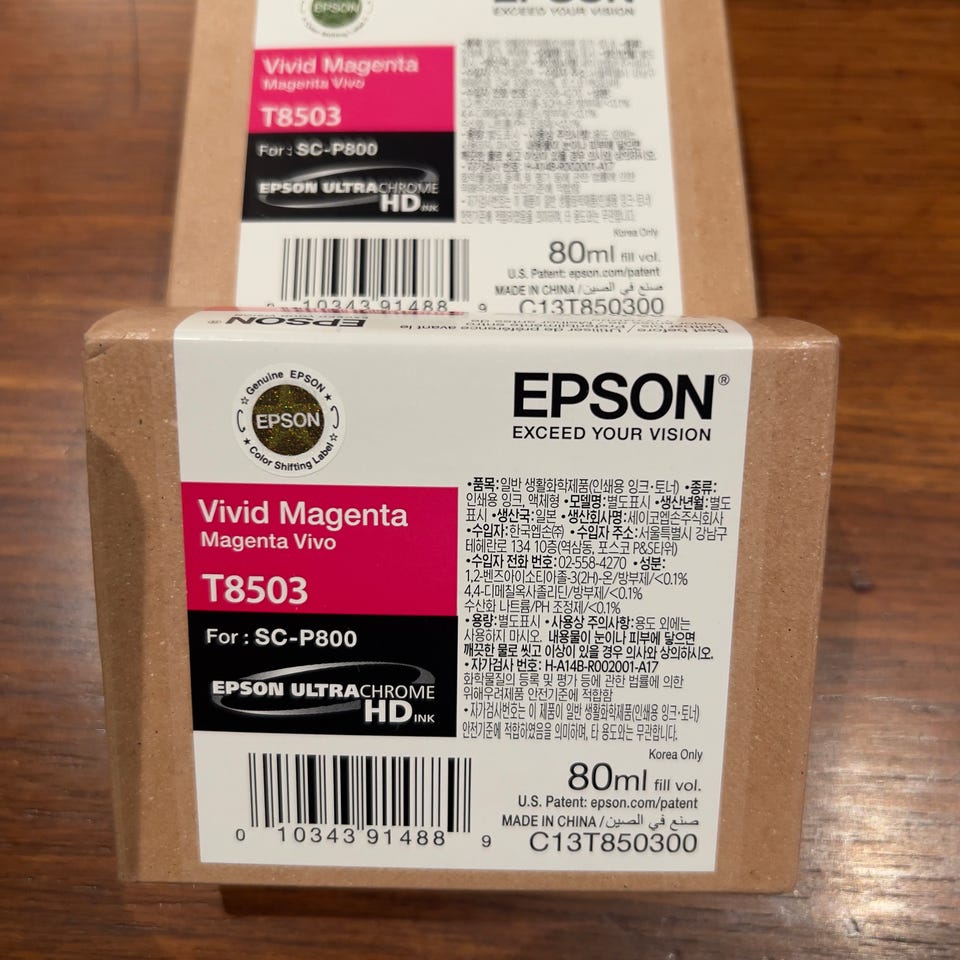 EPSON
EPSON
EXCEED YOUR VISION
Vivid Magenta
Magenta Vivo
T8503
For : SC-P800
EPSON ULTRACHROME
HD INK
Korea Only
80ml fill vol.
U.S. Patent: epson.com/patent
MADE IN CHINA / صنع في الصين
10343 91488 9
C13T850300
EPSON®
Genuine EPSON
EPSON
Color Shifting Label
EPSON®
EXCEED YOUR VISION
Vivid Magenta
Magenta Vivo
T8503
For : SC-P800
EPSON ULTRACHROME
HD INK
•품목:일반 생활화학제품(인쇄용 잉크·토너) •종류:
인쇄용 잉크, 액체형 •모델명:별도표시 •생산년월:별도
표시 •생산국:일본 •생산회사명:세이코엡손주식회사
•수입자:한국엡손㈜ •수입자 주소:서울특별시 강남구
테헤란로 134 10층(역삼동, 포스코 P&S타워)
•수입자 전화 번호:02-558-4270 •성분:
1,2-벤즈아이소티아졸-3(2H)-온/방부제/<0.1%
4,4-디메칠옥사졸리딘/방부제/<0.1%
수산화 나트륨/PH 조정제/<0.1%
•용량:별도표시 •사용상 주의사항:용도 외에는
사용하지 마시오. 내용물이 눈이나 피부에 닿으면
깨끗한 물로 씻고 이상이 있을 경우 의사와 상의하시오.
•자가검사 번호: H-A14B-R002001-A17
화학물질의 등록 및 평가 등에 관한 법률에 의한
위해우려제품 안전기준에 적합함
•자가검사번호는 이 제품이 일반 생활화학제품(인쇄용 잉크·토너)
안전기준에 적합하였음을 의미하며, 타 용도와는 무관합니다.
Korea Only
80ml fill vol.
U.S. Patent: epson.com/patent
MADE IN CHINA / صنع في الصين
0 10343 91488 9
C13T850300